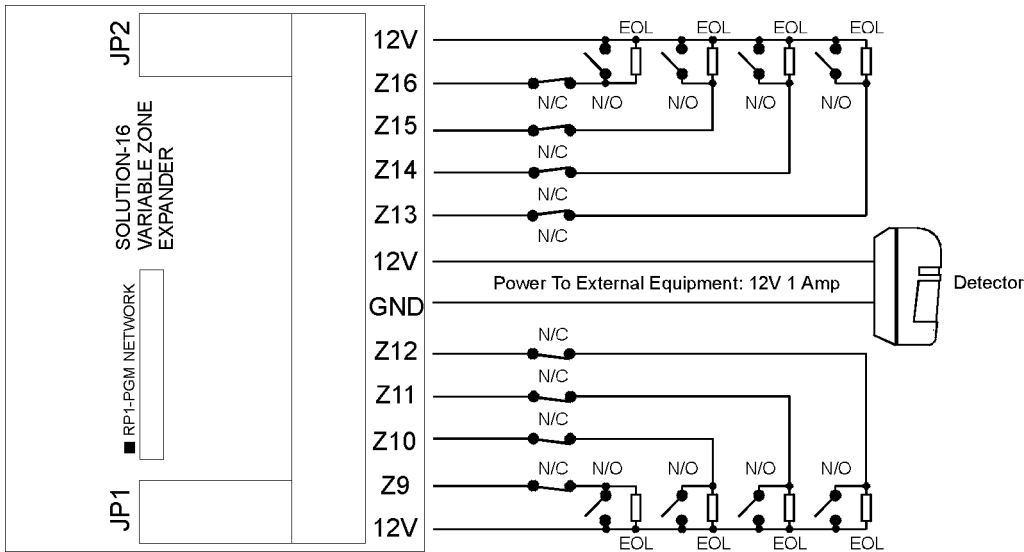 JP2
SOLUTION-16
VARIABLE ZONE
EXPANDER
RP1-PGM NETWORK
JP1
12V
EOL EOL EOL EOL
Z16
N/C N/O N/O N/O N/O
Z15
N/C
Z14
N/C
Z13
N/C
12V
Power To External Equipment: 12V 1 Amp
Detector
GND
N/C
Z12
N/C
Z11
N/C
Z10
N/C N/O N/O N/O N/O
Z9
12V
EOL EOL EOL EOL